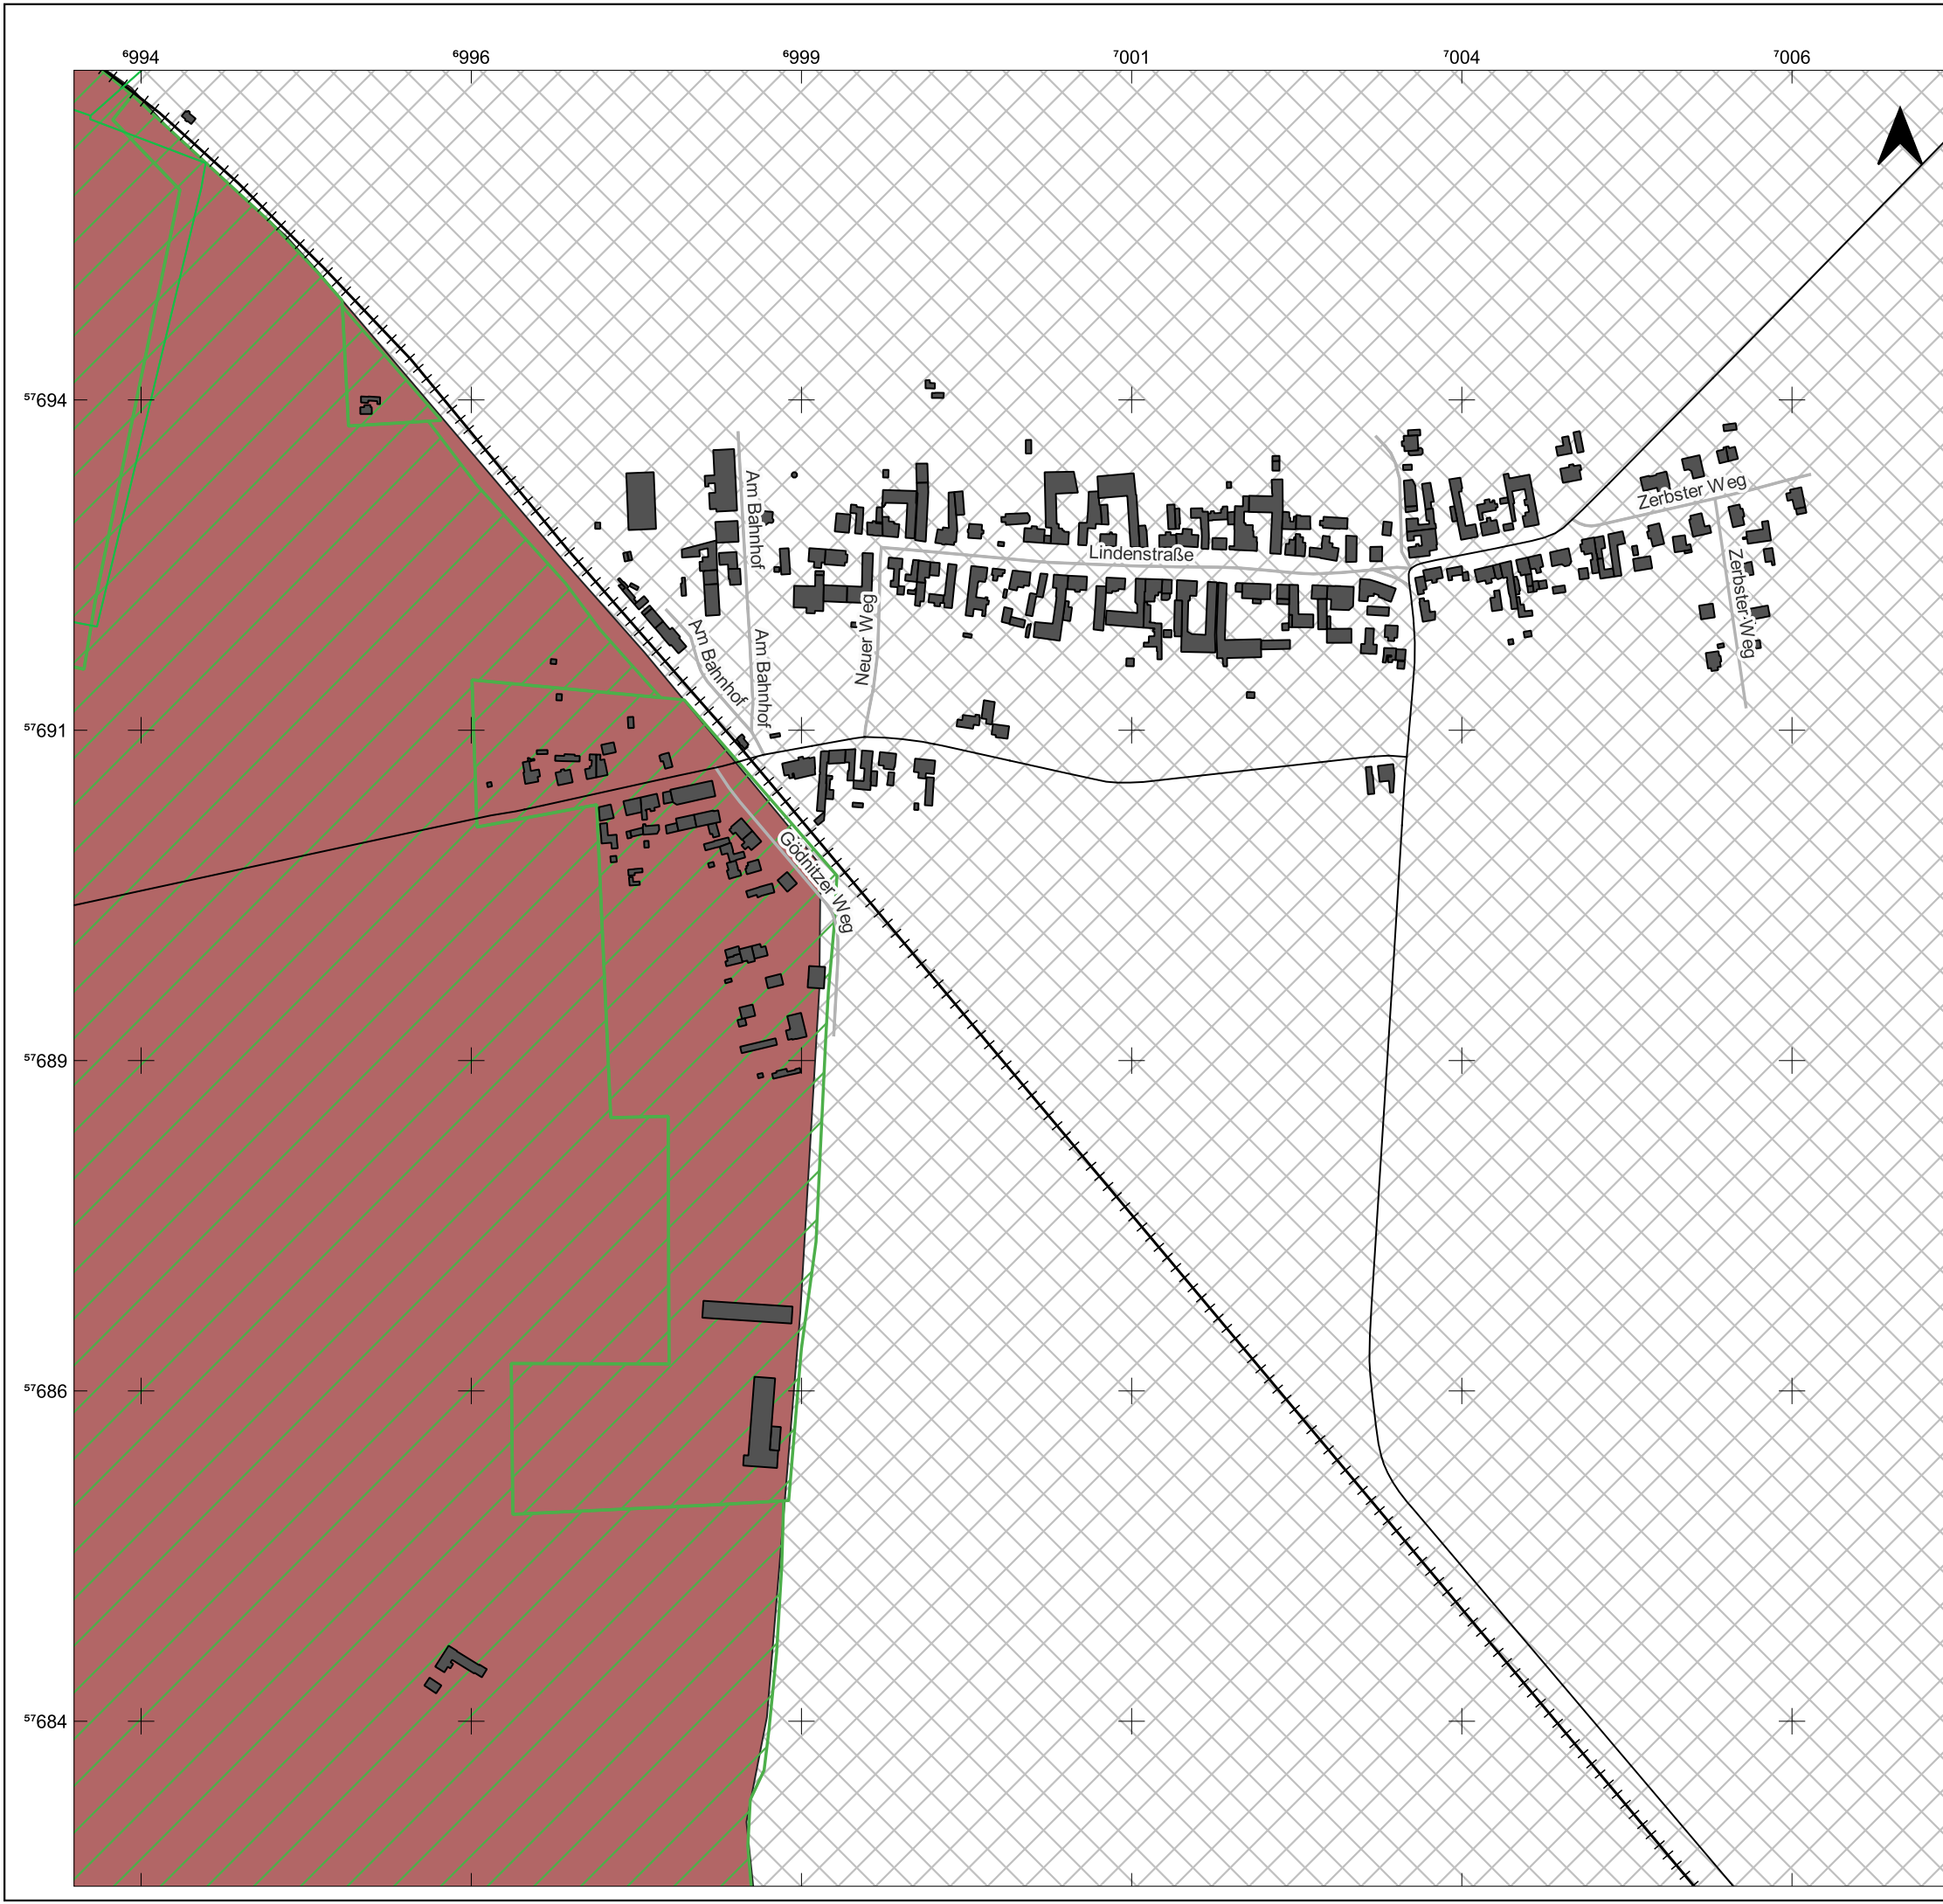 ⁶994 ⁶996 ⁶999 ⁷001 ⁷004 ⁷006
⁵⁷694
Am Bahnhof
Zerbster Weg
Lindenstraße
Zerbster-Weg
Neuer Weg
Am Bahnhof
Am Bahnhof
⁵⁷691
Gödnitzer Weg
⁵⁷689
⁵⁷686
⁵⁷684